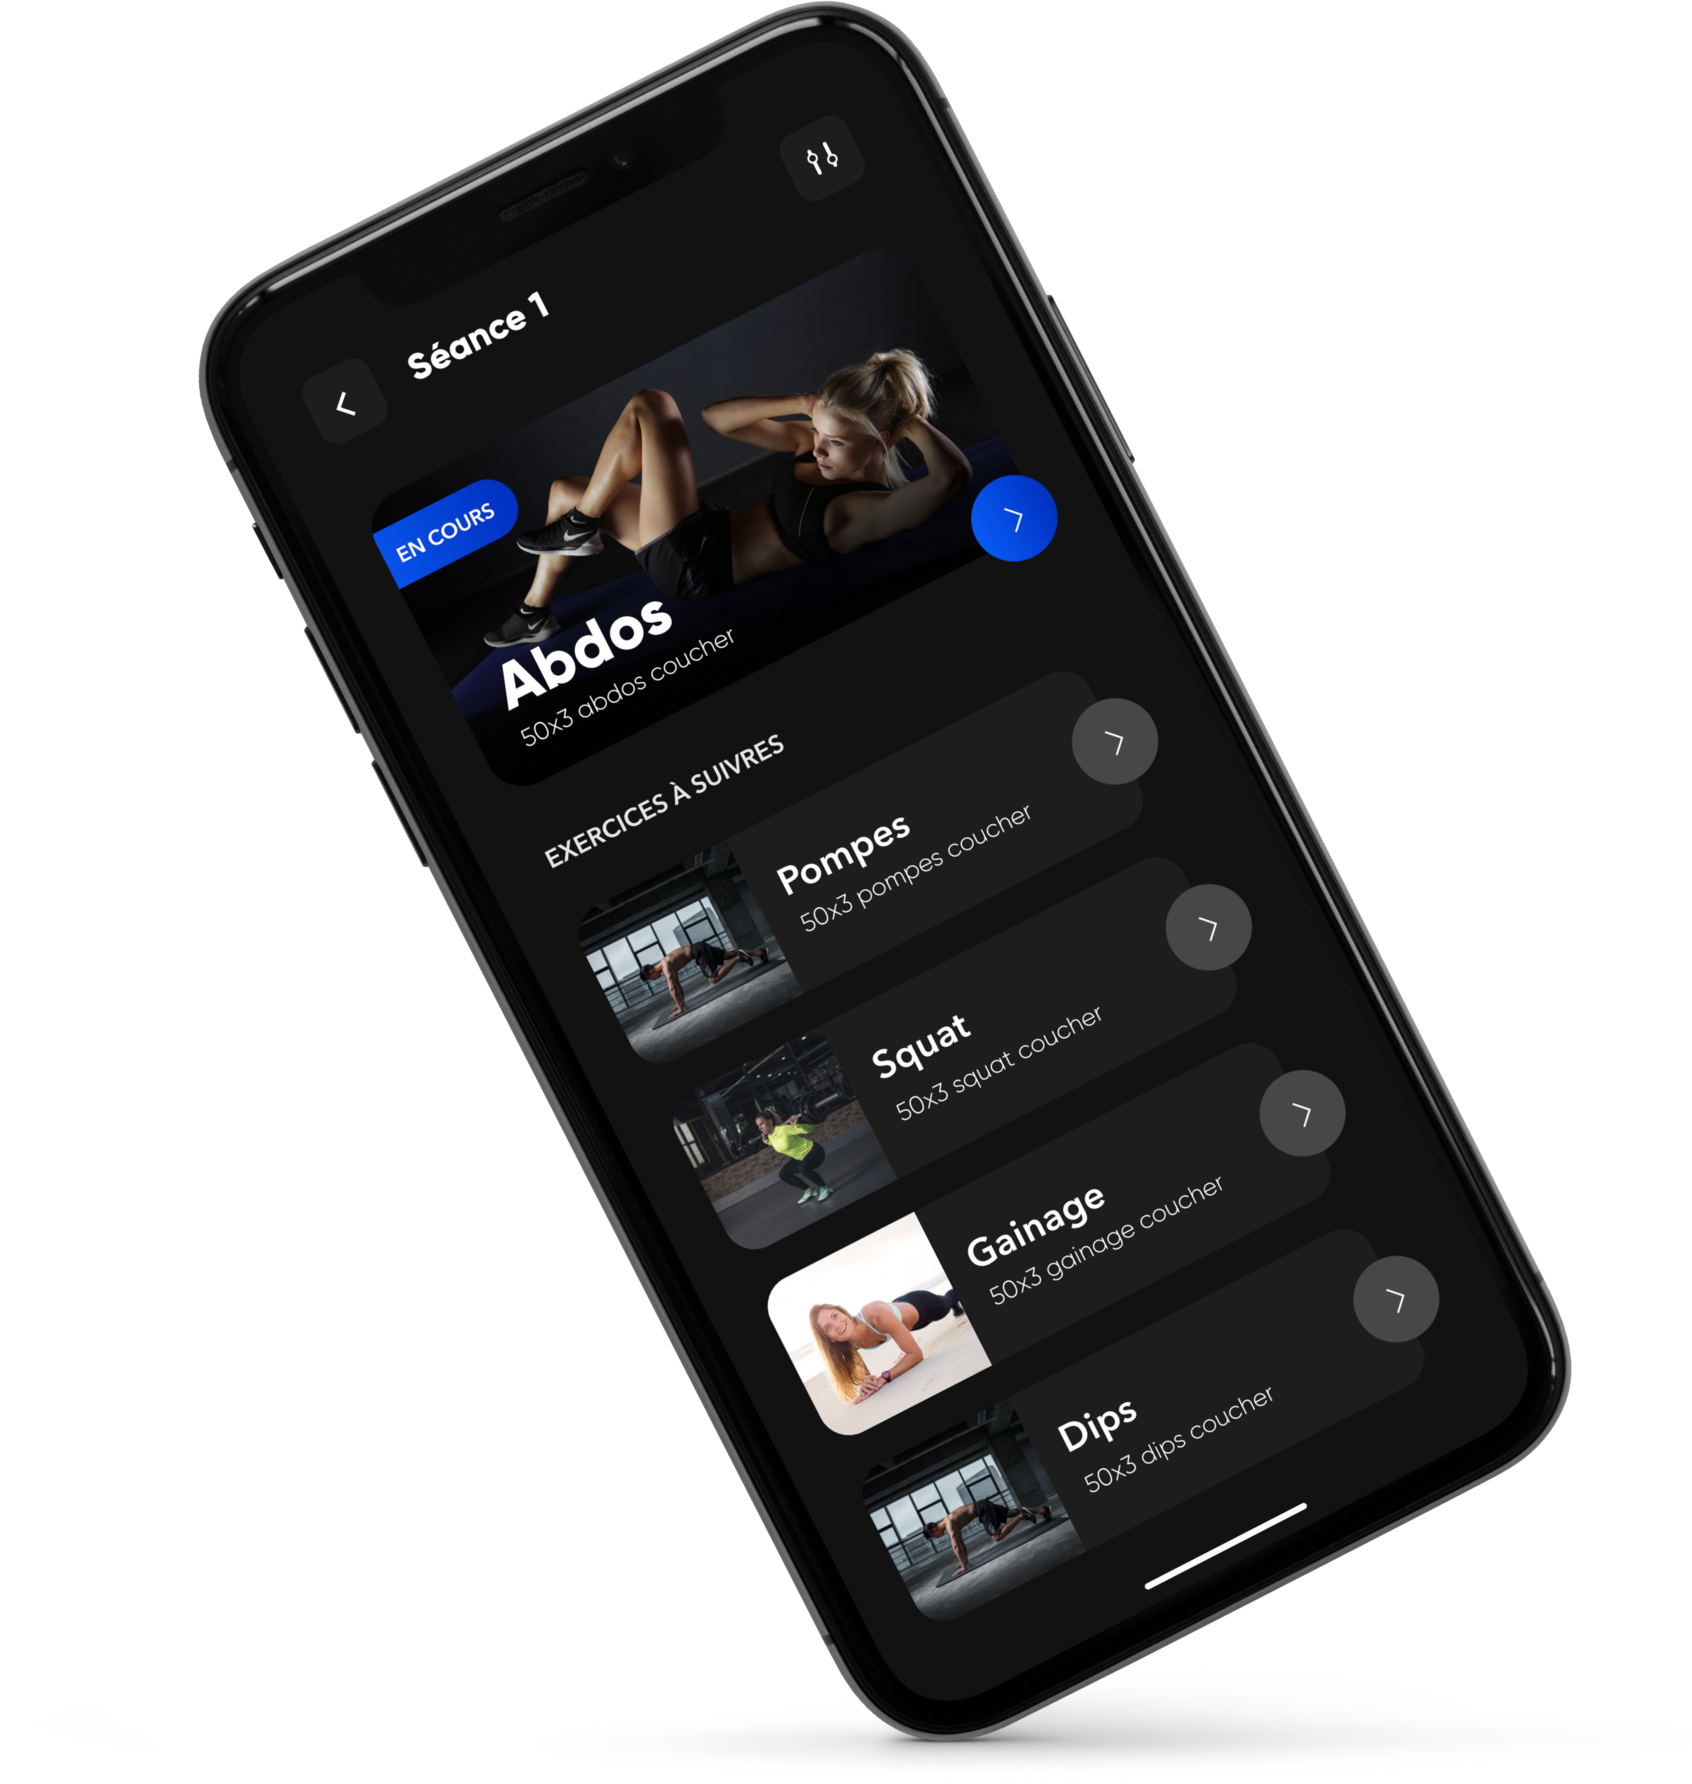 Séance 1
EN COURS
Abdos
50x3 abdos coucher
EXERCICES À SUIVRES
Pompes
50x3 pompes coucher
Squat
50x3 squat coucher
Gainage
50x3 gainage coucher
Dips
50x3 dips coucher